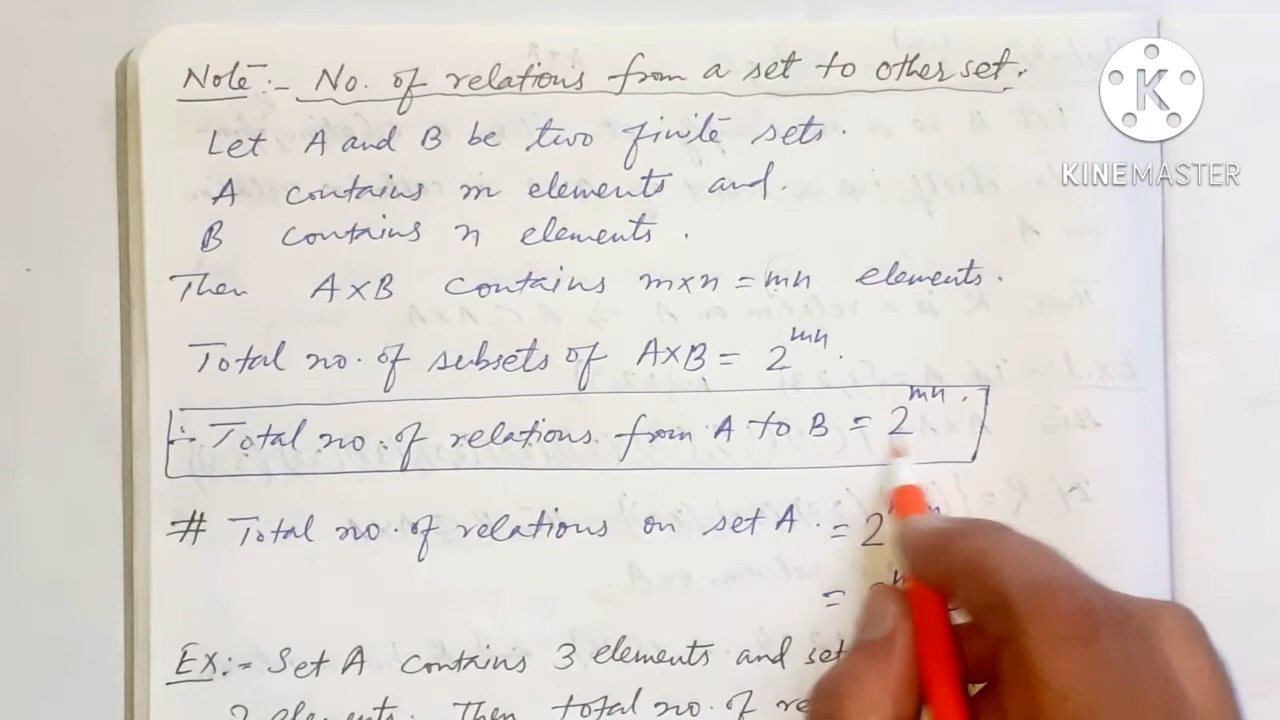 Note:- No. of relations from a set to other set.
Let A and B be two finite sets.
A contains m elements and.
B contains n elements.
Then A×B contains m×n = mn elements.
Total no. of subsets of A×B = 2^mn.
∴ Total no. of relations from A to B = 2^mn.
# Total no. of relations on set A. = 2
=
Ex:- Set A contains 3 elements and set
elements. Then total no. of
K
KINEMASTER